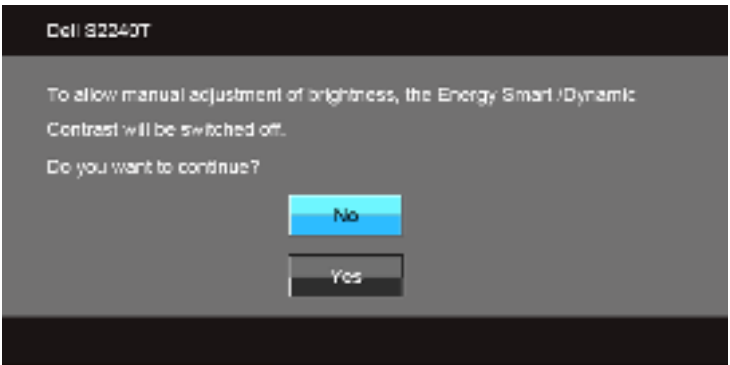 Dell S2240T
To allow manual adjustment of brightness, the Energy Smart /Dynamic
Contrast will be switched off.
Do you want to continue?
No
Yes